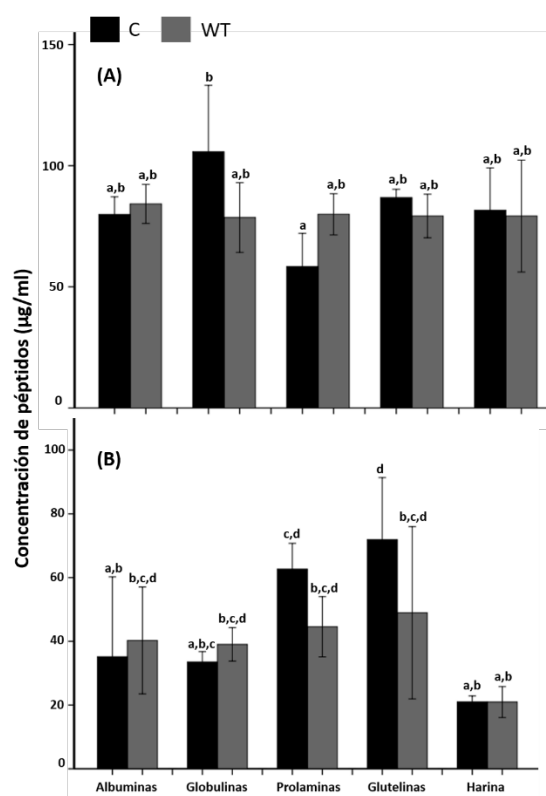 C WT
(A)
Concentración de péptidos (µg/ml)
150
100
50
0
a,b a,b b a,b a a,b a,b a,b a,b a,b
(B)
100
80
60
40
20
0
a,b b,c,d a,b,c b,c,d c,d b,c,d d b,c,d a,b a,b
Albuminas Globulinas Prolaminas Glutelinas Harina